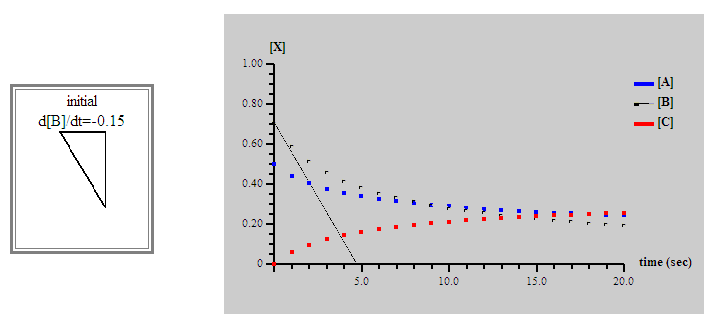 initial
d[B]/dt=-0.15
[X]
1.00
0.80
0.60
0.40
0.20
0
5.0
10.0
15.0
20.0
time (sec)
[A]
[B]
[C]